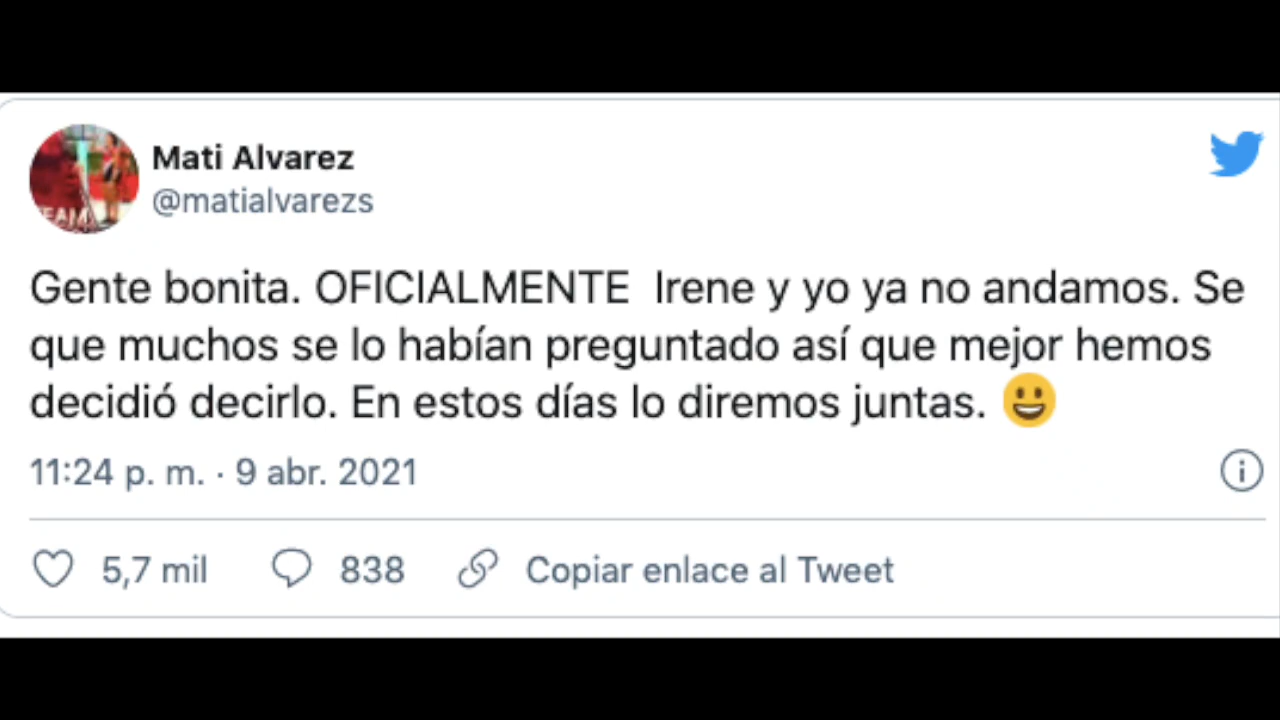 Mati Alvarez
@matialvarezs
Gente bonita. OFICIALMENTE  Irene y yo ya no andamos. Se
que muchos se lo habían preguntado así que mejor hemos
decidió decirlo. En estos días lo diremos juntas. 😃
11:24 p. m. · 9 abr. 2021
5,7 mil 838 Copiar enlace al Tweet